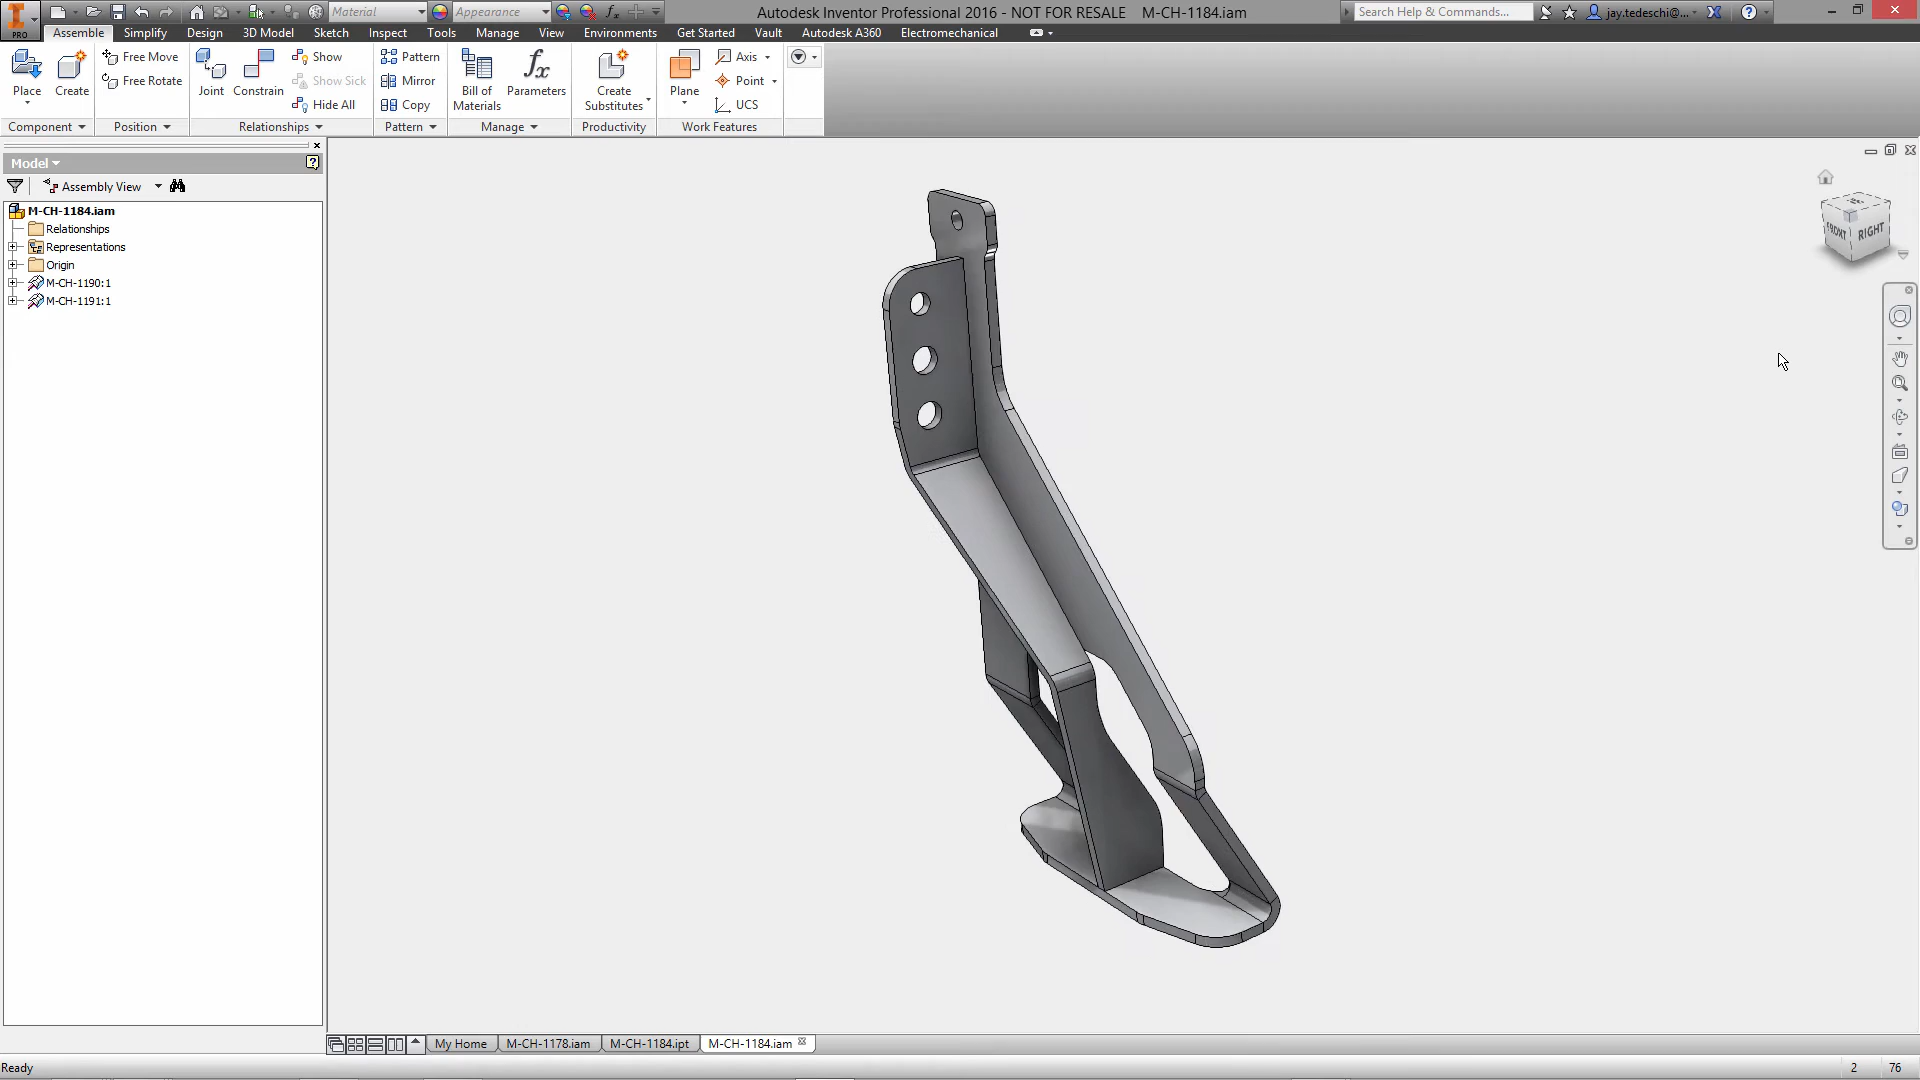 Material
Appearance
Autodesk Inventor Professional 2016 - NOT FOR RESALE M-CH-1184.iam
Search Help & Commands...
jay.tedeschi@...
PRO
Assemble Simplify Design 3D Model Sketch Inspect Tools Manage View Environments Get Started Vault Autodesk A360 Electromechanical
Place
Create
Free Move
Free Rotate
Joint
Constrain
Show
Show Sick
Hide All
Pattern
Mirror
Copy
Bill of
Materials
Parameters
Create
Substitutes
Plane
Axis
Point
UCS
Component
Position
Relationships
Pattern
Manage
Productivity
Work Features
Model
Assembly View
M-CH-1184.iam
Relationships
Representations
Origin
M-CH-1190:1
M-CH-1191:1
FRONT
RIGHT
My Home
M-CH-1178.iam
M-CH-1184.ipt
M-CH-1184.iam
Ready
2
76